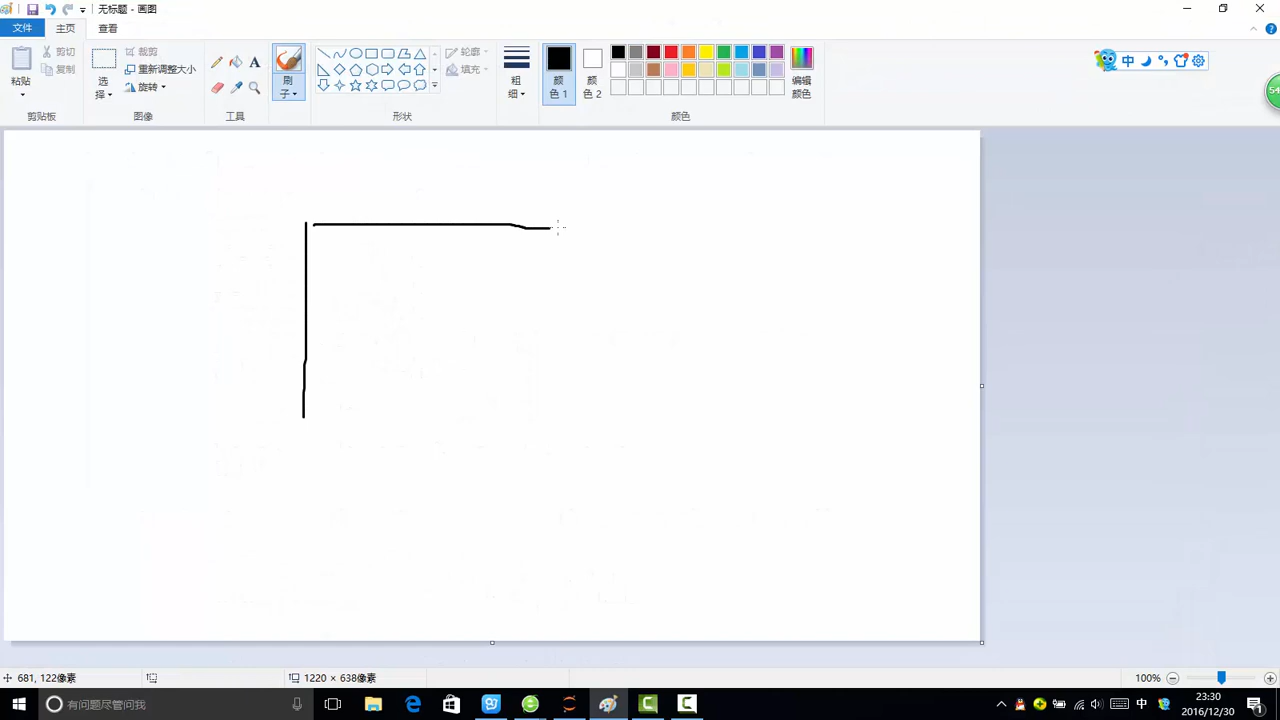 无标题 - 画图
文件 主页 查看
粘贴
剪切
复制
剪贴板
选择
裁剪
重新调整大小
旋转
图像
A
工具
刷子
形状
轮廓
填充
粗细
颜色 1
颜色 2
编辑颜色
颜色
中
54
681, 122像素
1220 × 638像素
100%
有问题尽管问我
中
23:30
2016/12/30